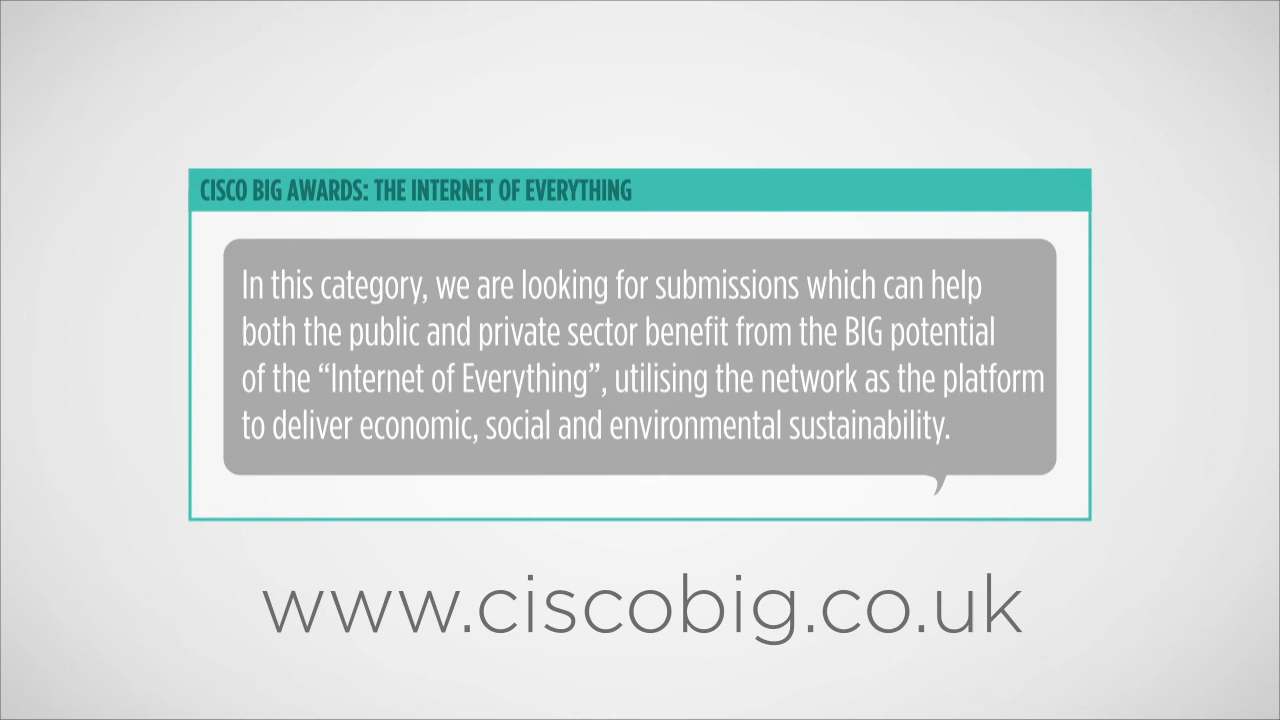 CISCO BIG AWARDS: THE INTERNET OF EVERYTHING
In this category, we are looking for submissions which can help
both the public and private sector benefit from the BIG potential
of the “Internet of Everything”, utilising the network as the platform
to deliver economic, social and environmental sustainability.
www.ciscobig.co.uk